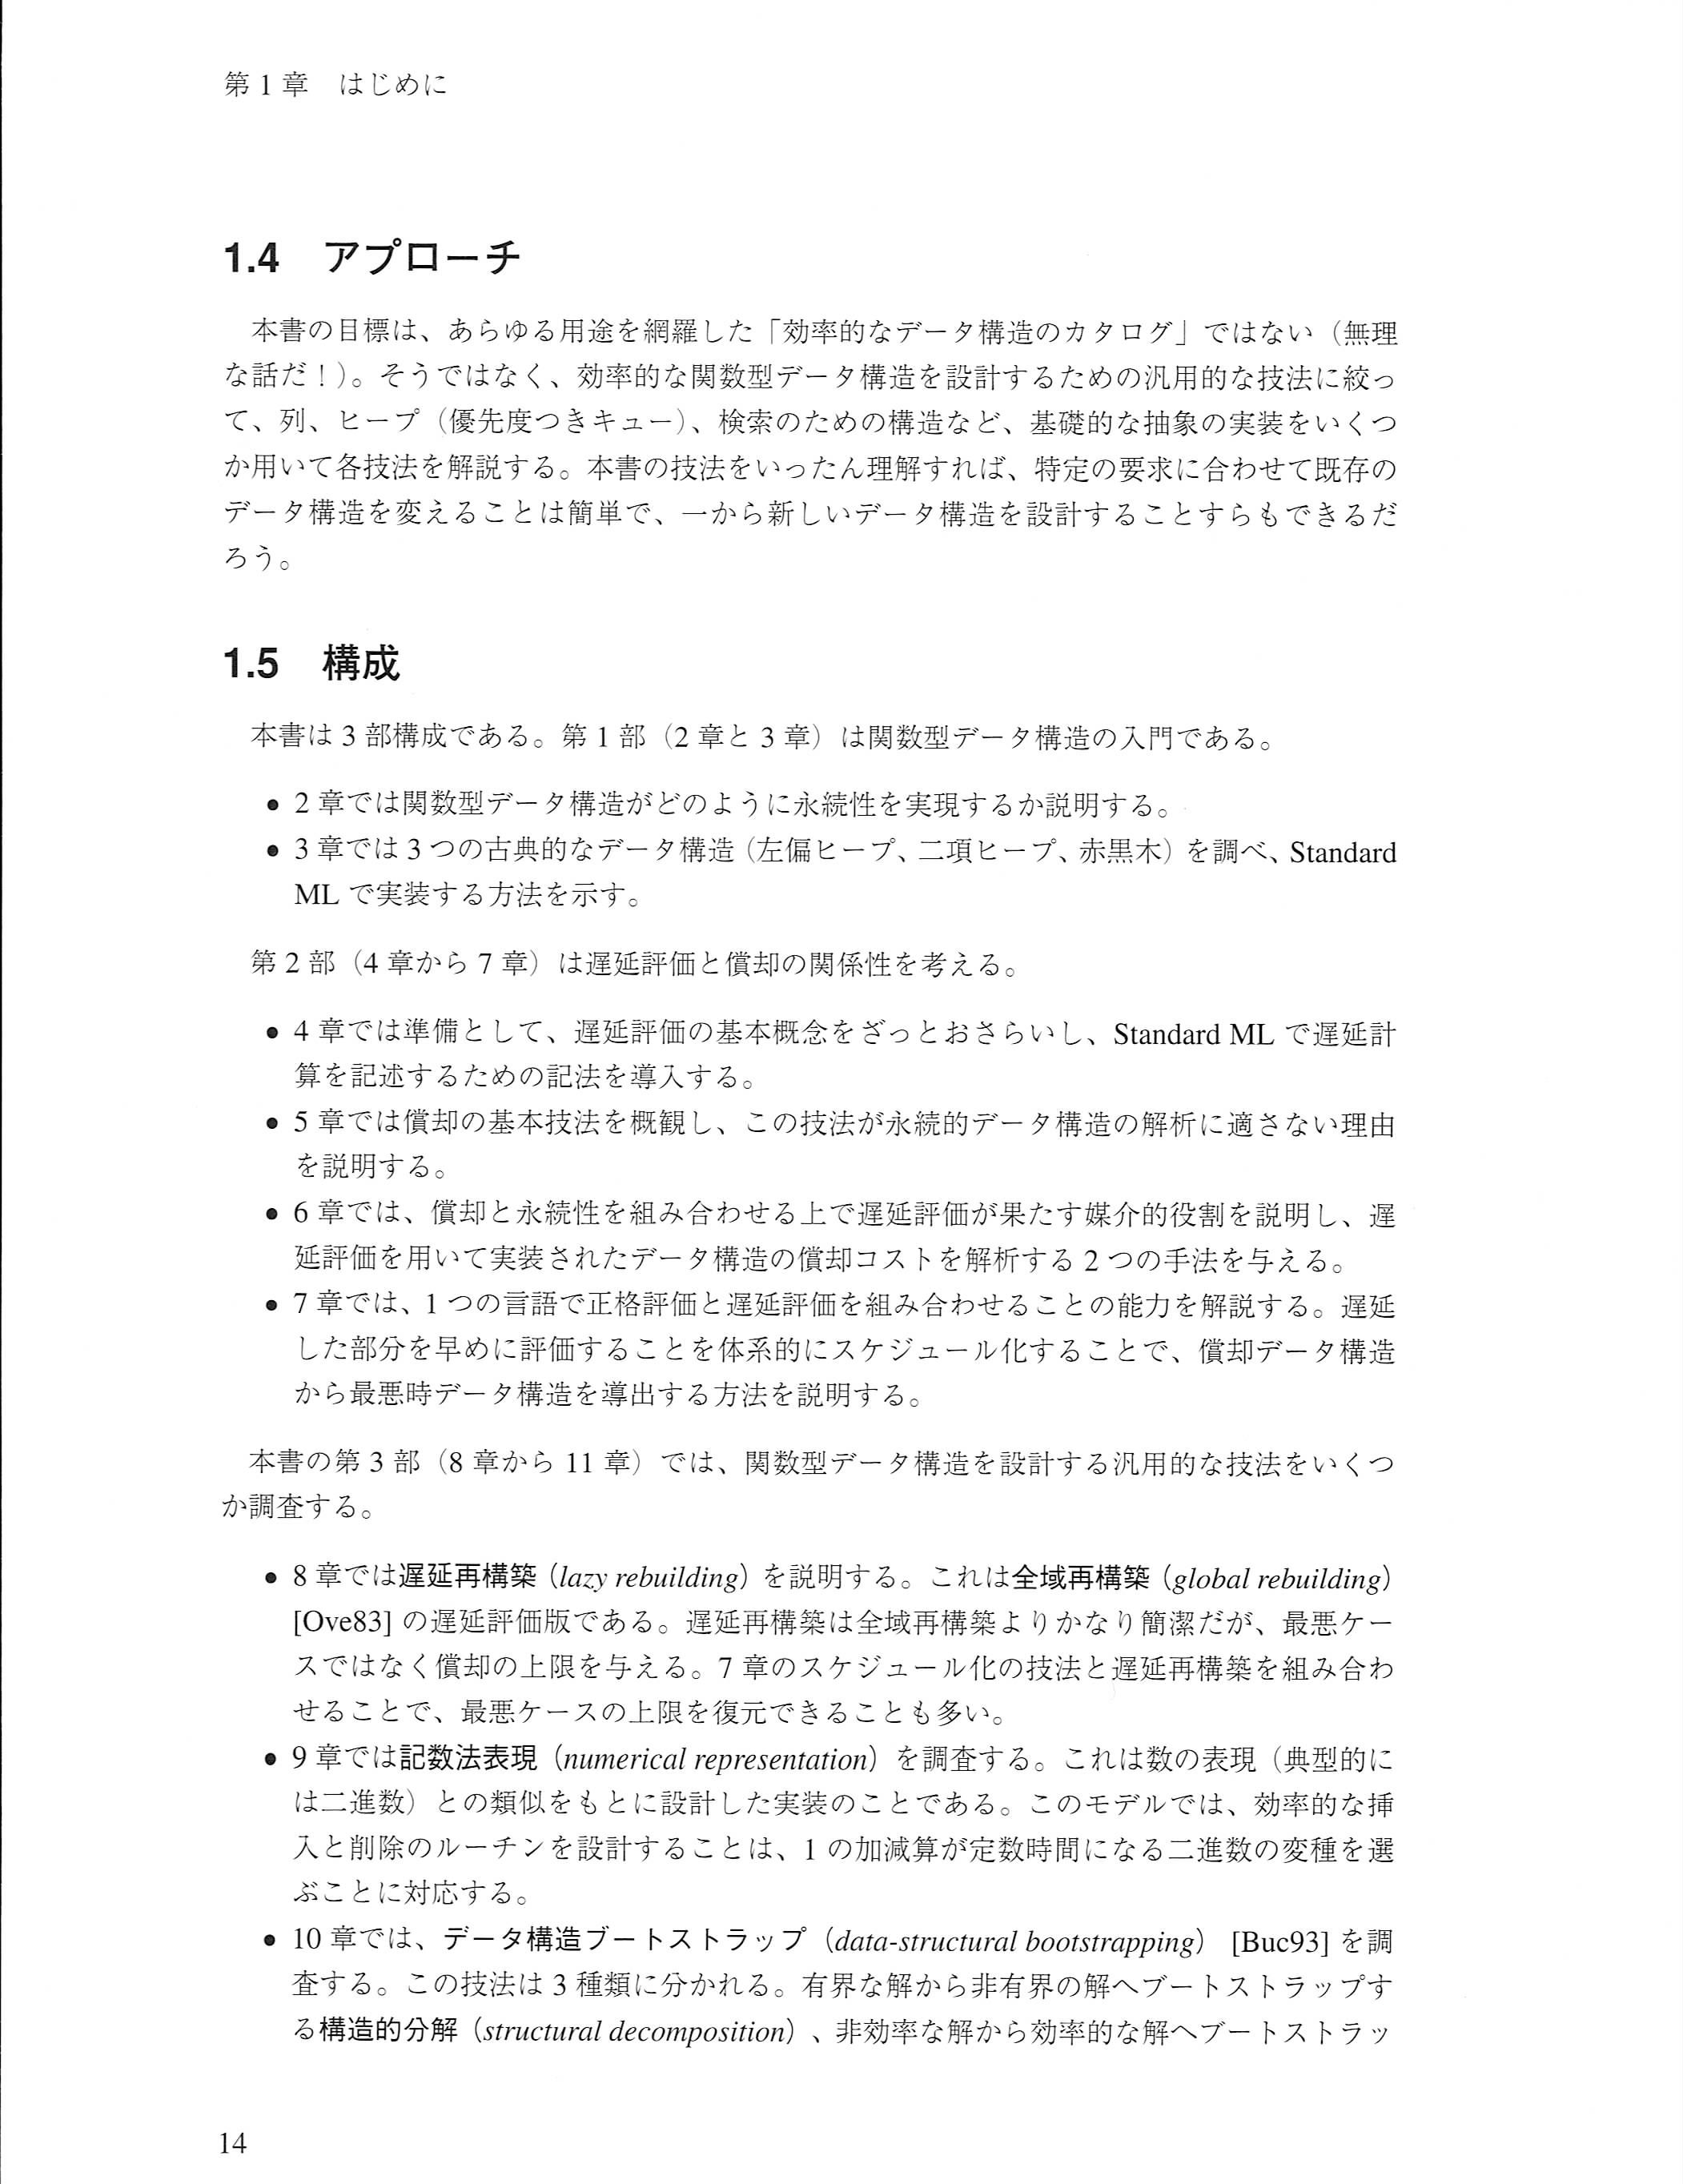 第 1 章　はじめに
1.4　アプローチ
本書の目標は、あらゆる用途を網羅した「効率的なデータ構造のカタログ」ではない（無理
な話だ！）。そうではなく、効率的な関数型データ構造を設計するための汎用的な技法に絞っ
て、列、ヒープ（優先度つきキュー）、検索のための構造など、基礎的な抽象の実装をいくつ
か用いて各技法を解説する。本書の技法をいったん理解すれば、特定の要求に合わせて既存の
データ構造を変えることは簡単で、一から新しいデータ構造を設計することすらもできるだ
ろう。
1.5　構成
本書は 3 部構成である。第 1 部（2 章と 3 章）は関数型データ構造の入門である。
• 2 章では関数型データ構造がどのように永続性を実現するか説明する。
• 3 章では 3 つの古典的なデータ構造（左偏ヒープ、二項ヒープ、赤黒木）を調べ、Standard
ML で実装する方法を示す。
第 2 部（4 章から 7 章）は遅延評価と償却の関係性を考える。
• 4 章では準備として、遅延評価の基本概念をざっとおさらいし、Standard ML で遅延計
算を記述するための記法を導入する。
• 5 章では償却の基本技法を概観し、この技法が永続的データ構造の解析に適さない理由
を説明する。
• 6 章では、償却と永続性を組み合わせる上で遅延評価が果たす媒介的役割を説明し、遅
延評価を用いて実装されたデータ構造の償却コストを解析する 2 つの手法を与える。
• 7 章では、1 つの言語で正格評価と遅延評価を組み合わせることの能力を解説する。遅延
した部分を早めに評価することを体系的にスケジュール化することで、償却データ構造
から最悪時データ構造を導出する方法を説明する。
本書の第 3 部（8 章から 11 章）では、関数型データ構造を設計する汎用的な技法をいくつ
か調査する。
• 8 章では遅延再構築（lazy rebuilding）を説明する。これは全域再構築（global rebuilding）
[Ove83] の遅延評価版である。遅延再構築は全域再構築よりかなり簡潔だが、最悪ケー
スではなく償却の上限を与える。7 章のスケジュール化の技法と遅延再構築を組み合わ
せることで、最悪ケースの上限を復元できることも多い。
• 9 章では記数法表現（numerical representation）を調査する。これは数の表現（典型的に
は二進数）との類似をもとに設計した実装のことである。このモデルでは、効率的な挿
入と削除のルーチンを設計することは、1 の加減算が定数時間になる二進数の変種を選
ぶことに対応する。
• 10 章では、データ構造ブートストラップ（data-structural bootstrapping） [Buc93] を調
査する。この技法は 3 種類に分かれる。有界な解から非有界の解へブートストラップす
る構造的分解（structural decomposition）、非効率な解から効率的な解へブートストラッ
14